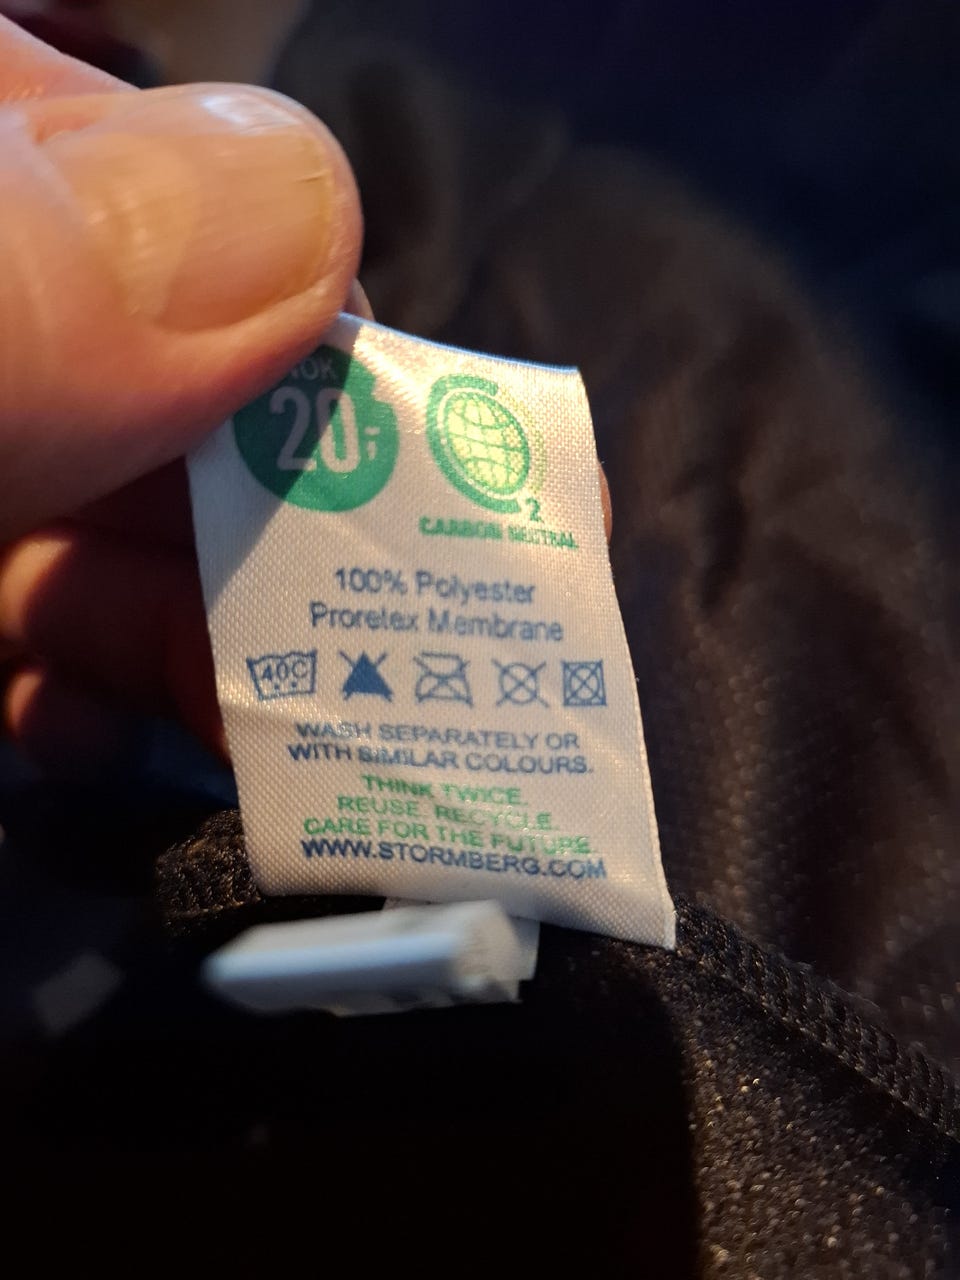 NOK
20,-
2
CARBON NEUTRAL
100% Polyester
Proretex Membrane
40C
WASH SEPARATELY OR
WITH SIMILAR COLOURS.
THINK TWICE.
REUSE. RECYCLE.
CARE FOR THE FUTURE.
WWW.STORMBERG.COM